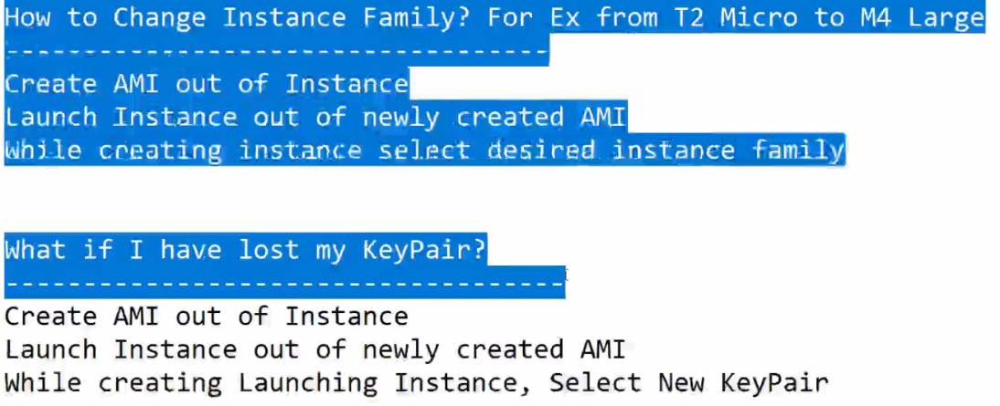 How to Change Instance Family? For Ex from T2 Micro to M4 Large
-------------------------------
Create AMI out of Instance
Launch Instance out of newly created AMI
While creating instance select desired instance family
What if I have lost my KeyPair?
------------------------------------
Create AMI out of Instance
Launch Instance out of newly created AMI
While creating Launching Instance, Select New KeyPair